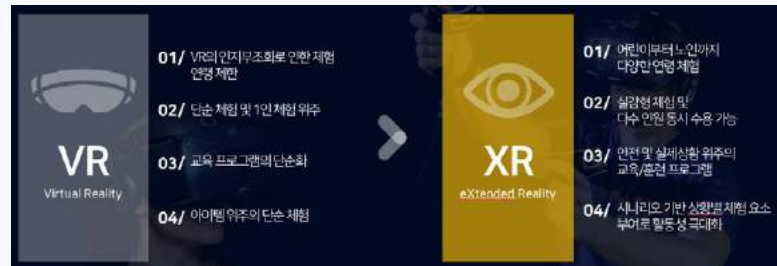 VR
Virtual Reality
01/ VR의 인지부조화로 인한 체험
연령 제한
02/ 단순 체험 및 1인 체험 위주
03/ 교육 프로그램의 단순화
04/ 아이템 위주의 단순 체험
XR
eXtended Reality
01/ 어린이부터 노인까지
다양한 연령 체험
02/ 실감형 체험 및
다수 인원 동시 수용 가능
03/ 안전 및 실제상황 위주의
교육/훈련 프로그램
04/ 시나리오 기반 상황별 체험 요소
부여로 활동성 극대화